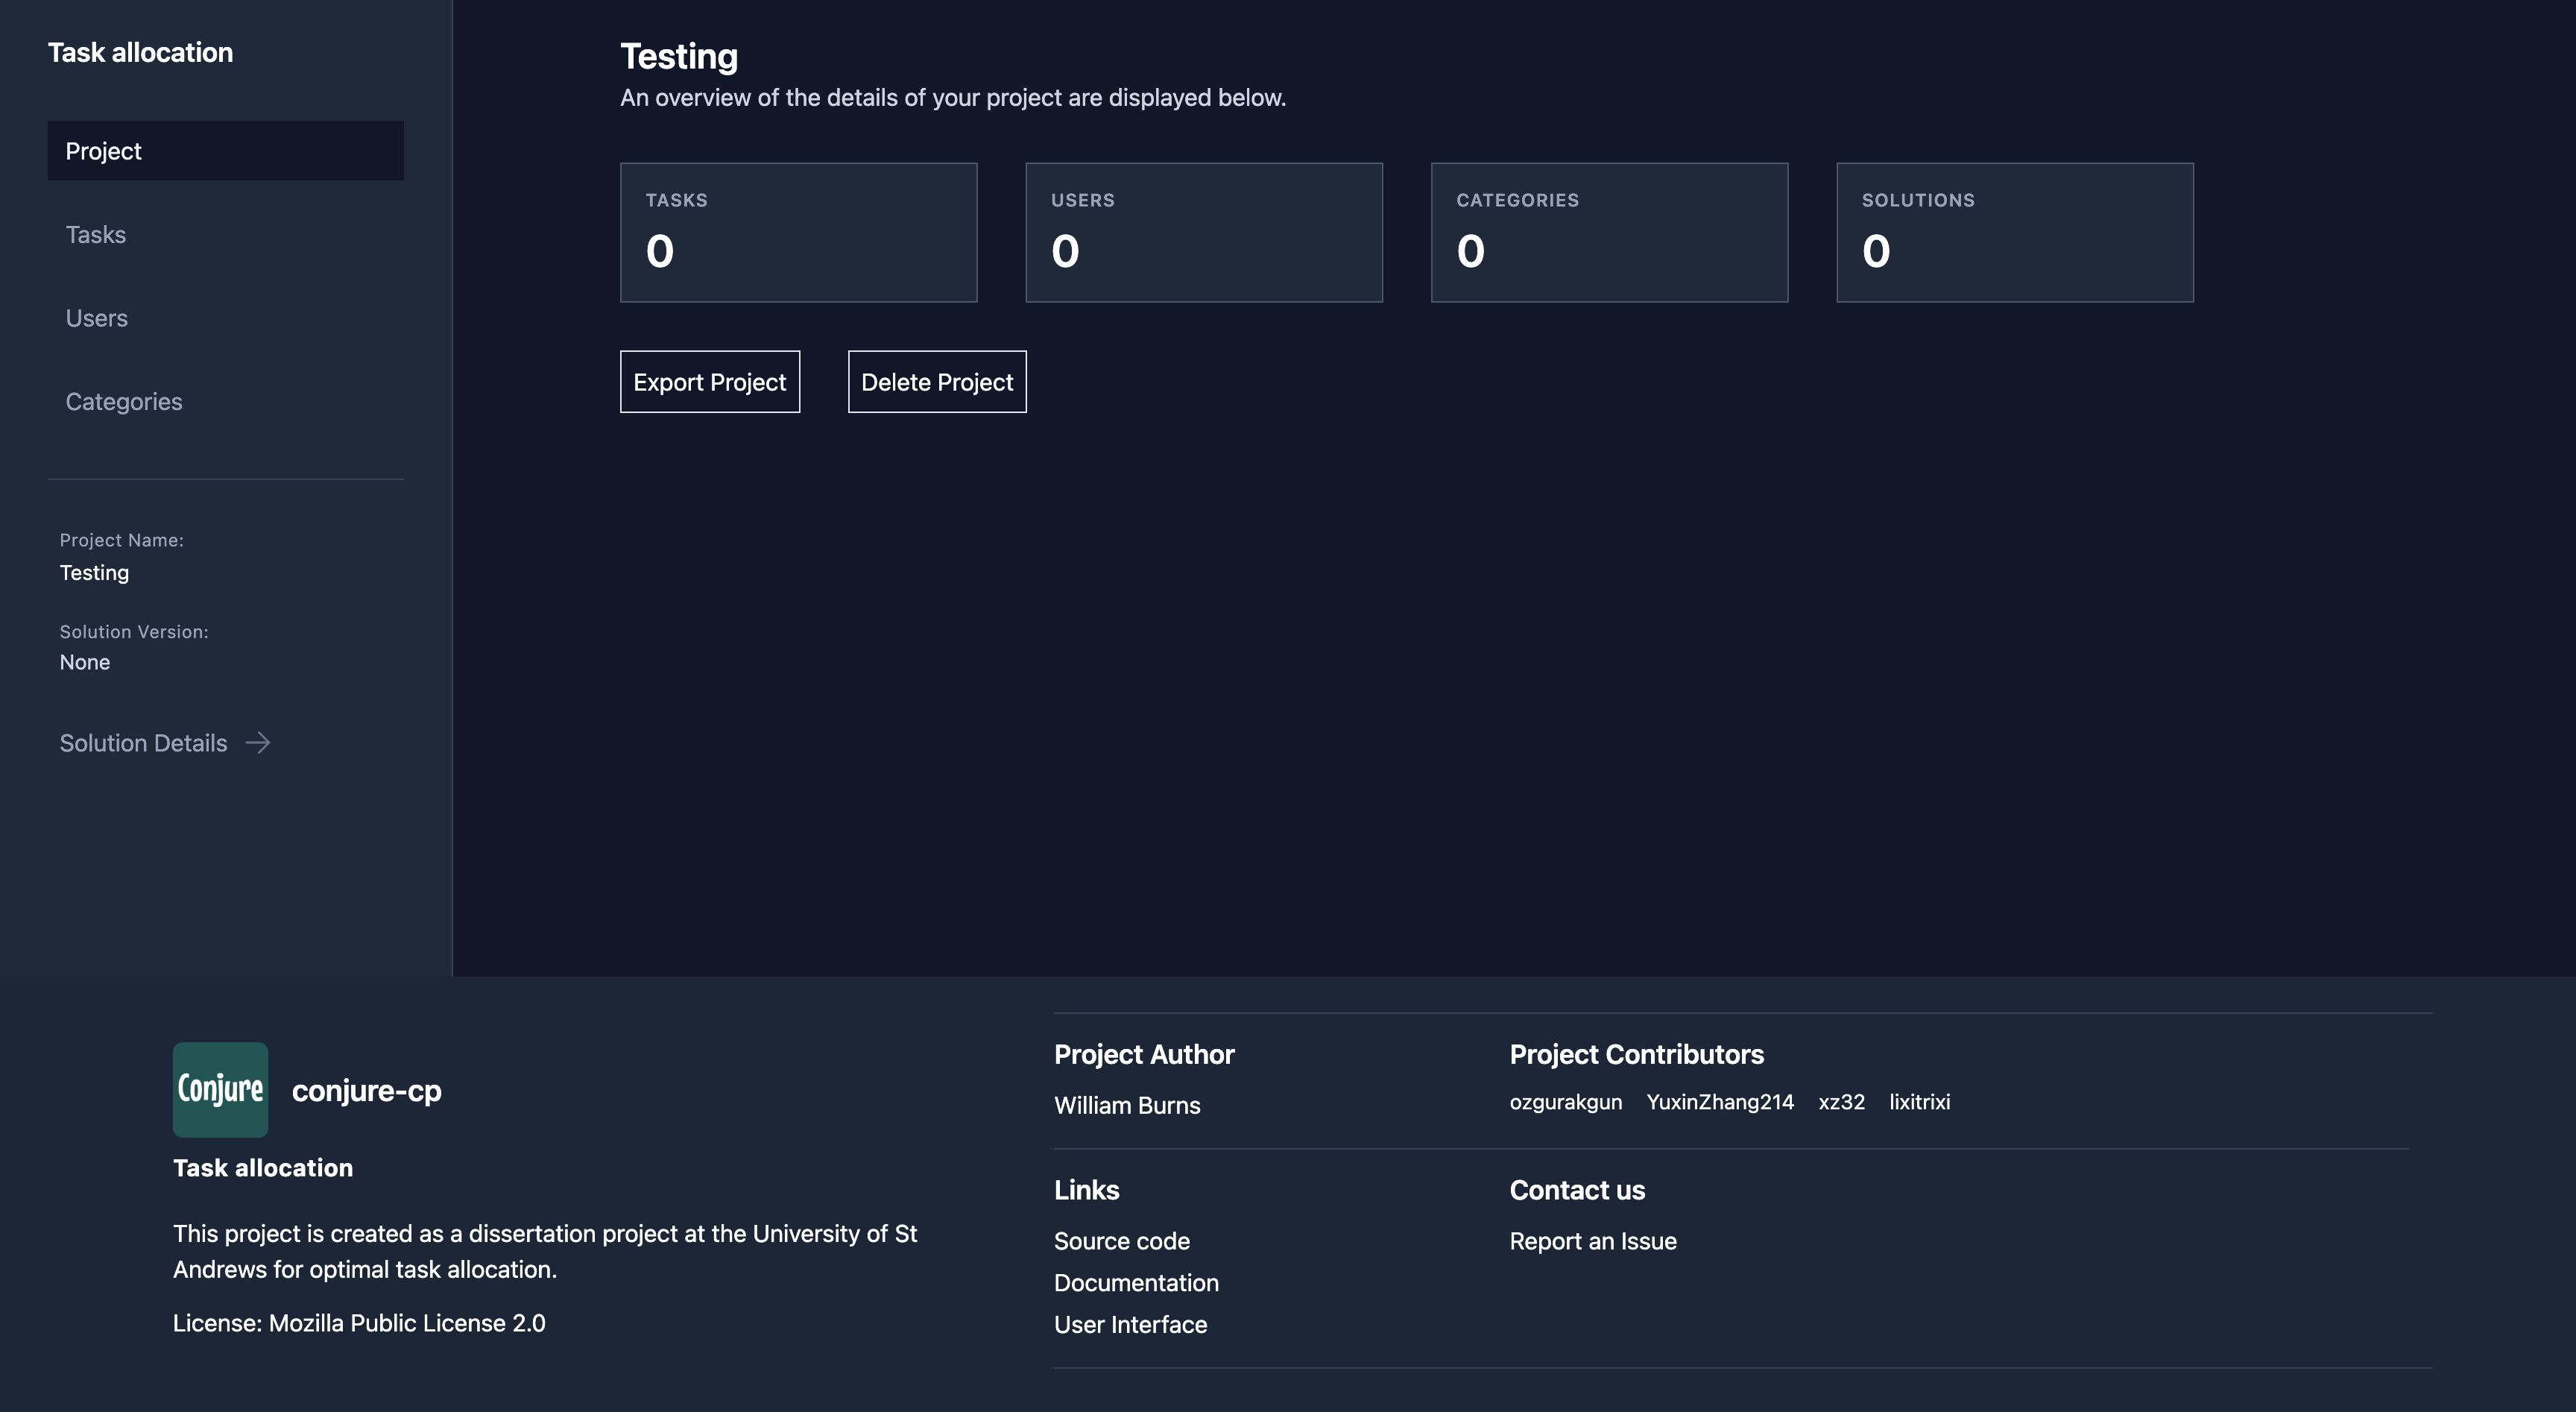 Task allocation
Project
Tasks
Users
Categories
Project Name:
Testing
Solution Version:
None
Solution Details
Testing
An overview of the details of your project are displayed below.
TASKS
0
USERS
0
CATEGORIES
0
SOLUTIONS
0
Export Project
Delete Project
Conjure
conjure-cp
Task allocation
This project is created as a dissertation project at the University of St
Andrews for optimal task allocation.
License: Mozilla Public License 2.0
Project Author
William Burns
Project Contributors
ozgurakgun YuxinZhang214 xz32 lixitrixi
Links
Source code
Documentation
User Interface
Contact us
Report an Issue